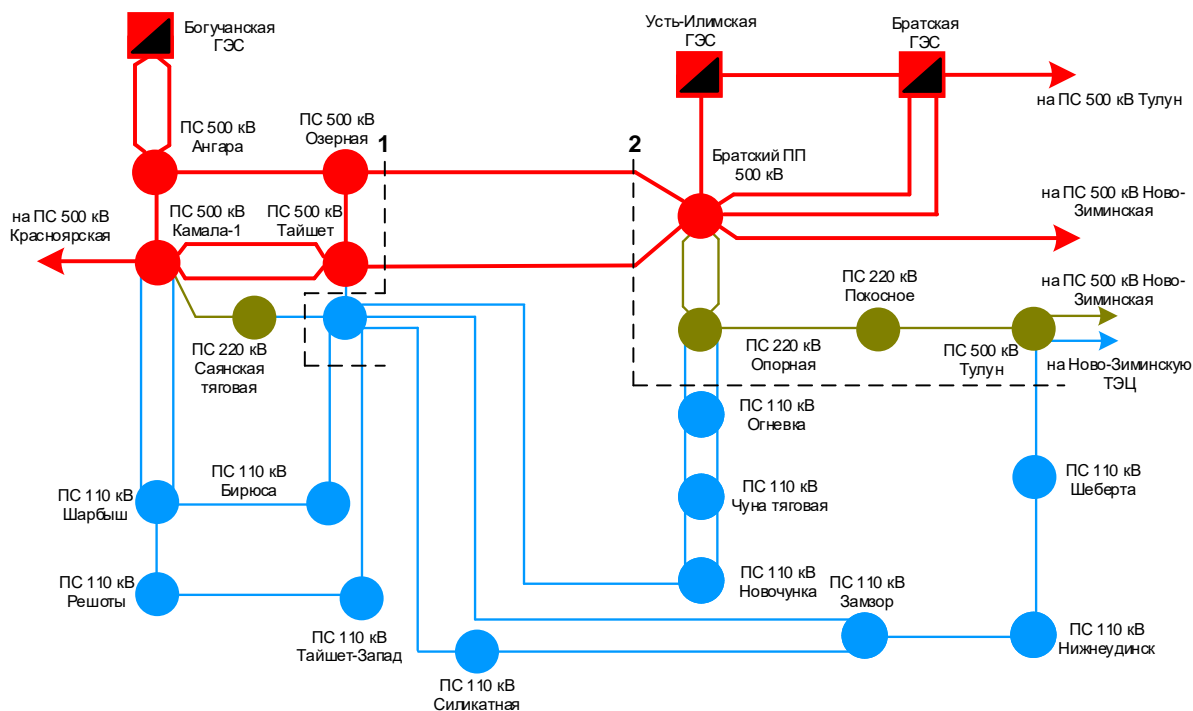 Богучанская
ГЭС
Усть-Илимская
ГЭС
Братская
ГЭС
на ПС 500 кВ Тулун
ПС 500 кВ
Ангара
ПС 500 кВ
Озерная
1
2
Братский ПП
500 кВ
на ПС 500 кВ
Красноярская
ПС 500 кВ
Камала-1
ПС 500 кВ
Тайшет
на ПС 500 кВ Ново-
Зиминская
ПС 220 кВ
Саянская
тяговая
ПС 220 кВ
Опорная
ПС 220 кВ
Покосное
ПС 500 кВ
Тулун
на ПС 500 кВ Ново-
Зиминская
на Ново-Зиминскую
ТЭЦ
ПС 110 кВ
Огневка
ПС 110 кВ
Шарбыш
ПС 110 кВ
Бирюса
ПС 110 кВ
Чуна тяговая
ПС 110 кВ
Шеберта
ПС 110 кВ
Решоты
ПС 110 кВ
Тайшет-Запад
ПС 110 кВ
Новочунка
ПС 110 кВ
Замзор
ПС 110 кВ
Нижнеудинск
ПС 110 кВ
Силикатная